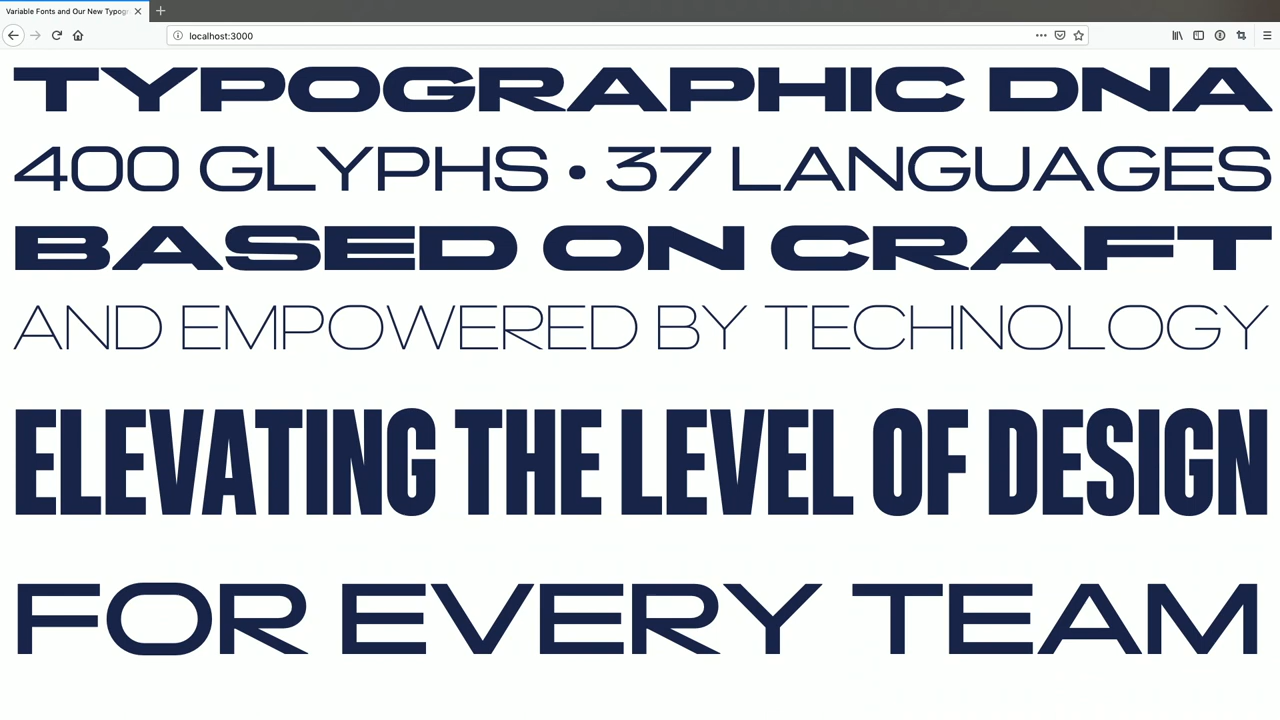 Variable Fonts and Our New Typogr
localhost:3000
TYPOGRAPHIC DNA
400 GLYPHS • 37 LANGUAGES
BASED ON CRAFT
AND EMPOWERED BY TECHNOLOGY
ELEVATING THE LEVEL OF DESIGN
FOR EVERY TEAM